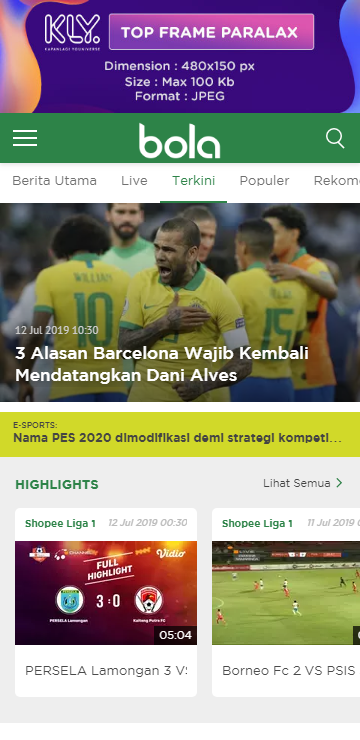 KLY.
KAPANLAGI YOUNIVERSE
TOP FRAME PARALAX
Dimension : 480x150 px
Size : Max 100 Kb
Format : JPEG
bola
Berita Utama Live Terkini Populer Rekom
WILLIAN
10
12 Jul 2019 10:30
3 Alasan Barcelona Wajib Kembali
Mendatangkan Dani Alves
E-SPORTS:
Nama PES 2020 dimodifikasi demi strategi kompeti...
HIGHLIGHTS
Lihat Semua
Shopee Liga 1 12 Jul 2019 00:30
Vidio
FULL
HIGHLIGHT
3 : 0
PERSELA Lamongan
Kalteng Putra FC
05:04
PERSELA Lamongan 3 VS
Shopee Liga 1 11 Jul 2019
Borneo Fc 2 VS PSIS